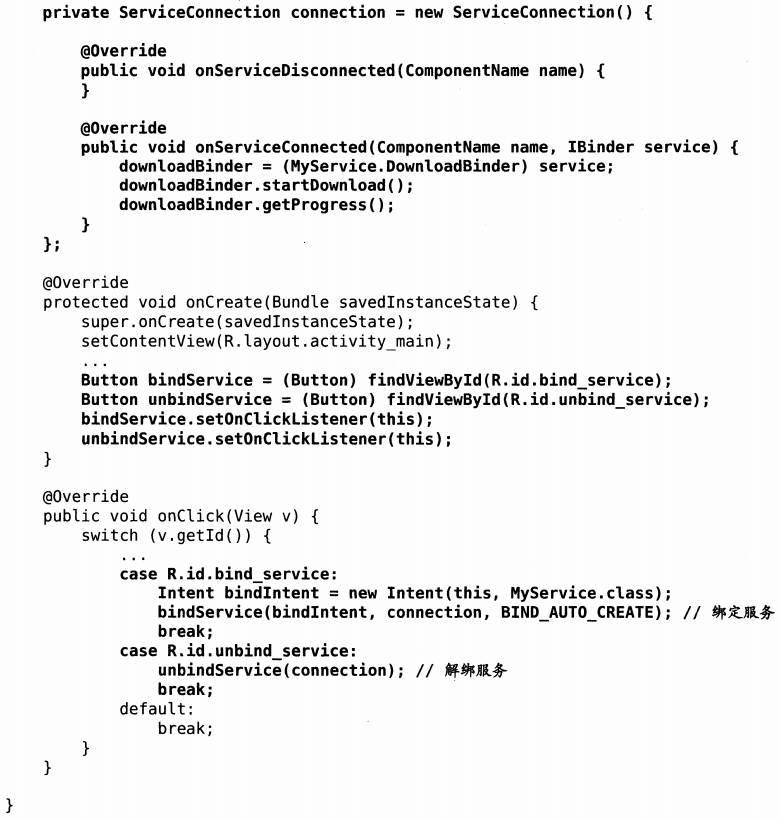 private ServiceConnection connection = new ServiceConnection() {
@Override
public void onServiceDisconnected(ComponentName name) {
}
@Override
public void onServiceConnected(ComponentName name, IBinder service) {
downloadBinder = (MyService.DownloadBinder) service;
downloadBinder.startDownload();
downloadBinder.getProgress();
}
};
@Override
protected void onCreate(Bundle savedInstanceState) {
super.onCreate(savedInstanceState);
setContentView(R.layout.activity_main);
...
Button bindService = (Button) findViewById(R.id.bind_service);
Button unbindService = (Button) findViewById(R.id.unbind_service);
bindService.setOnClickListener(this);
unbindService.setOnClickListener(this);
}
@Override
public void onClick(View v) {
switch (v.getId()) {
...
case R.id.bind_service:
Intent bindIntent = new Intent(this, MyService.class);
bindService(bindIntent, connection, BIND_AUTO_CREATE); // 绑定服务
break;
case R.id.unbind_service:
unbindService(connection); // 解绑服务
break;
default:
break;
}
}
}